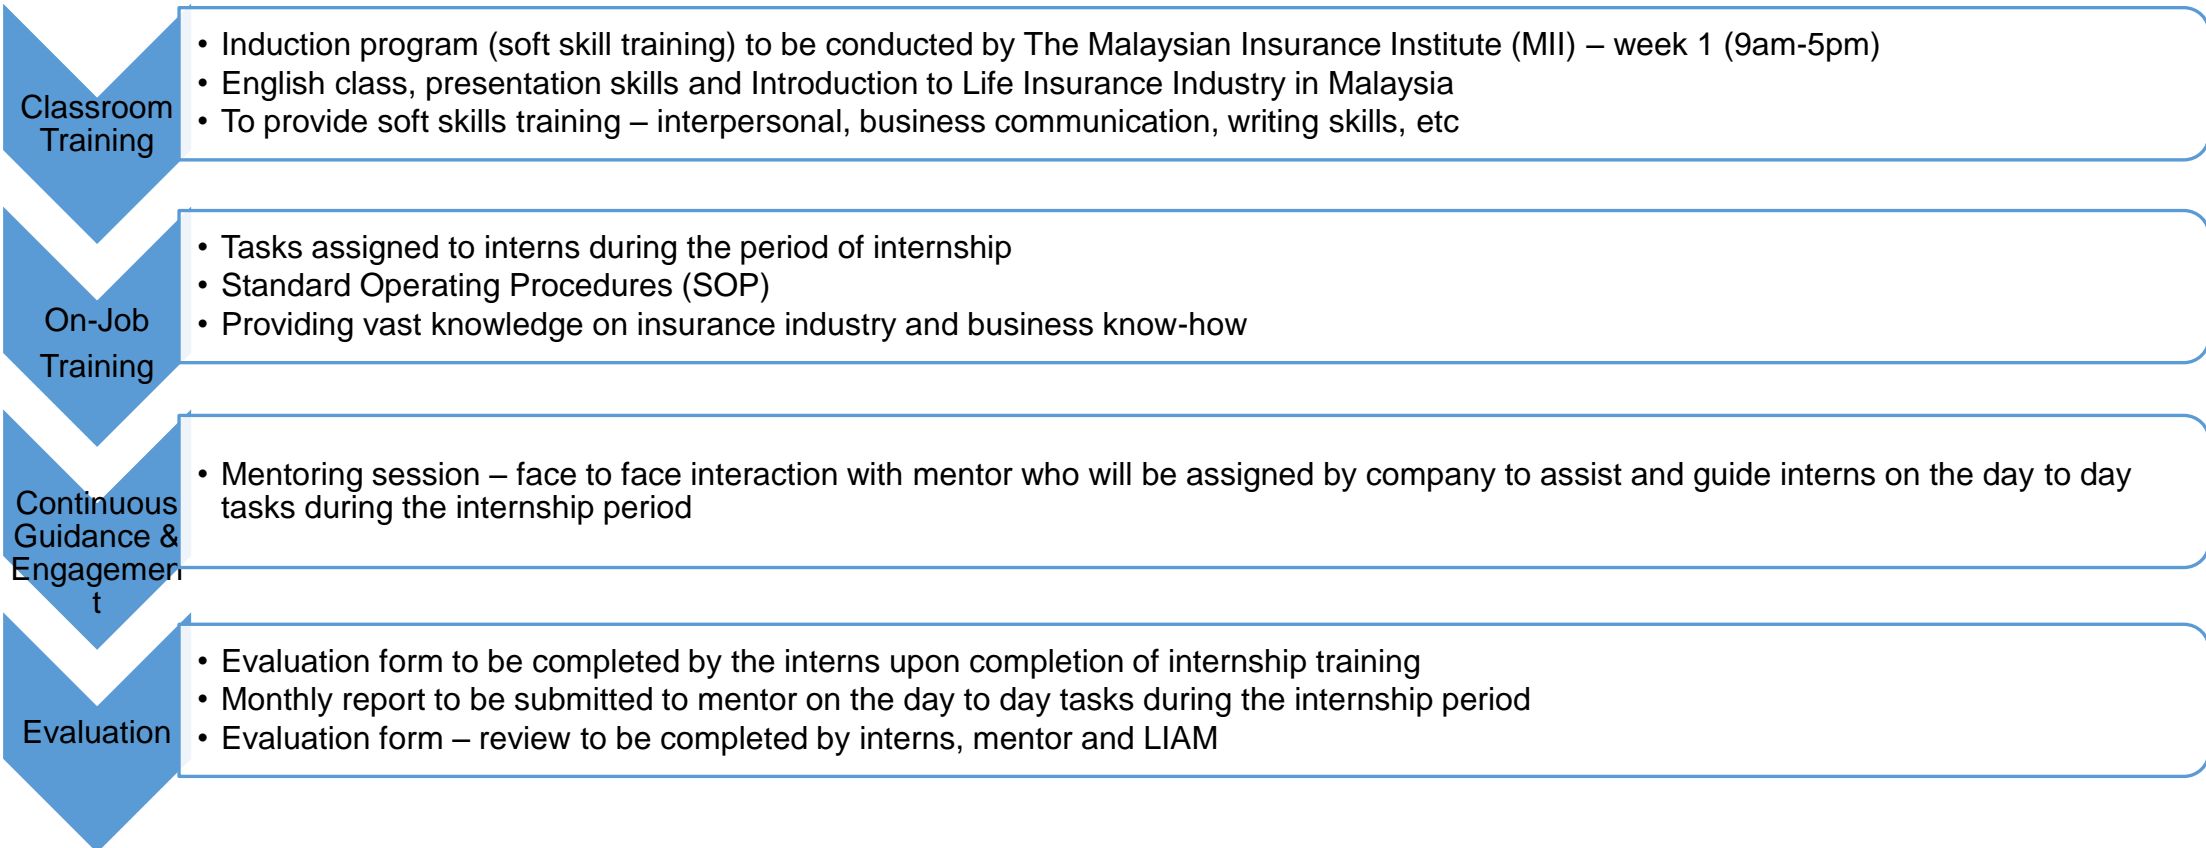 Classroom
Training
• Induction program (soft skill training) to be conducted by The Malaysian Insurance Institute (MII) – week 1 (9am-5pm)
• English class, presentation skills and Introduction to Life Insurance Industry in Malaysia
• To provide soft skills training – interpersonal, business communication, writing skills, etc
On-Job
Training
• Tasks assigned to interns during the period of internship
• Standard Operating Procedures (SOP)
• Providing vast knowledge on insurance industry and business know-how
Continuous
Guidance &
Engagemen
t
• Mentoring session – face to face interaction with mentor who will be assigned by company to assist and guide interns on the day to day
tasks during the internship period
Evaluation
• Evaluation form to be completed by the interns upon completion of internship training
• Monthly report to be submitted to mentor on the day to day tasks during the internship period
• Evaluation form – review to be completed by interns, mentor and LIAM